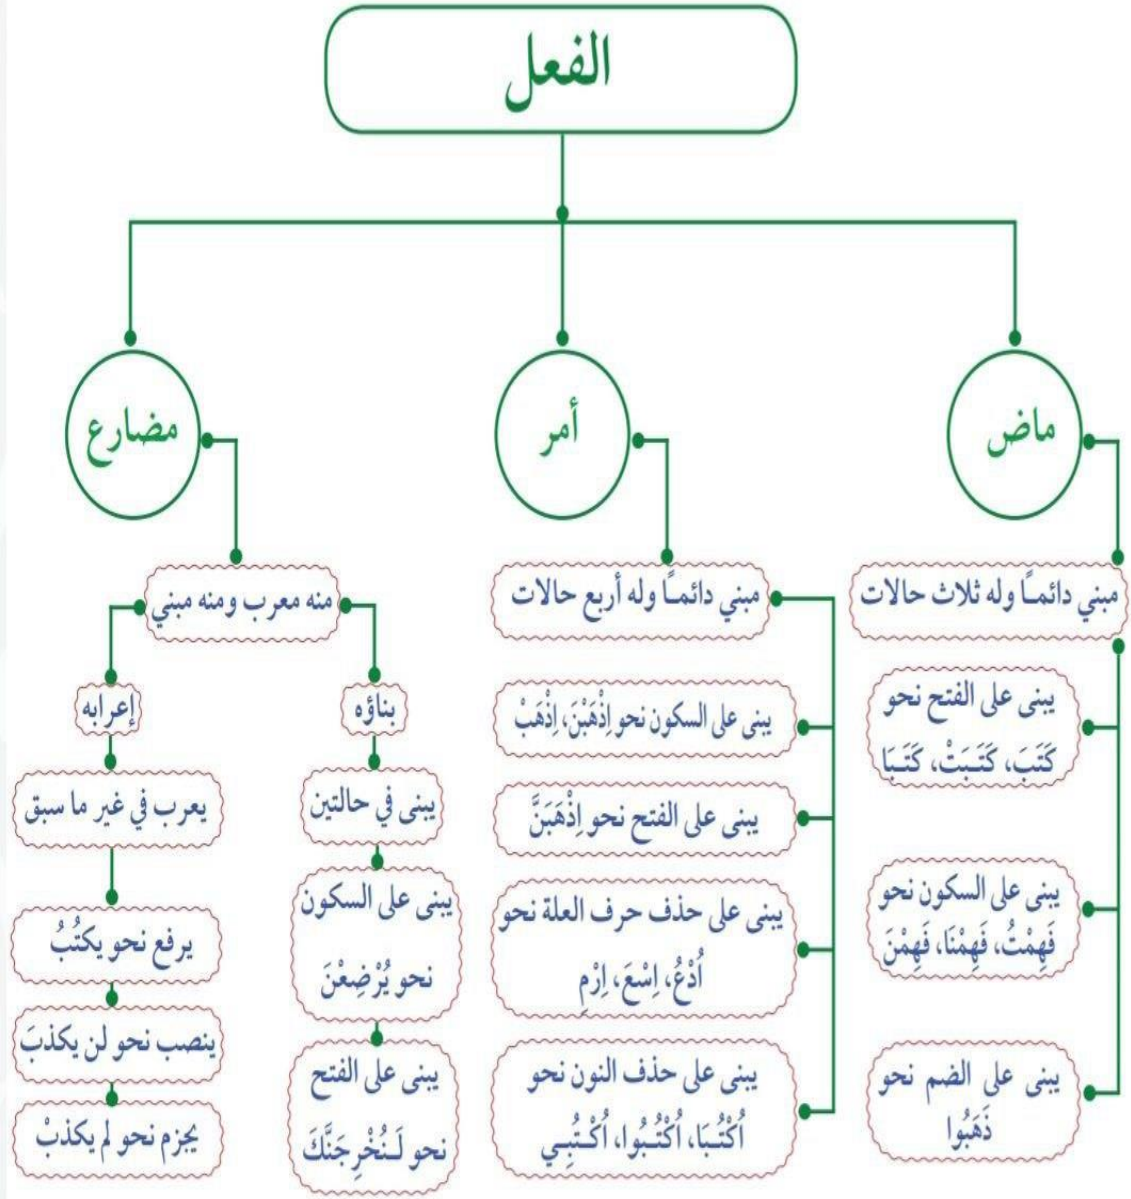 الفعل
ماض
مبني دائمًا وله ثلاث حالات
يبنى على الفتح نحو
كَتَبَ، كَتَبَتْ، كَتَبَا
يبنى على السكون نحو
فَهِمْتُ، فَهِمْنَا، فَهِمْنَ
يبنى على الضم نحو
ذَهَبُوا
أمر
مبني دائمًا وله أربع حالات
يبنى على السكون نحو اِذْهَبْنَ، اِذْهَبْ
يبنى على الفتح نحو اِذْهَبَنَّ
يبنى على حذف حرف العلة نحو
اُدْعُ، اِسْعَ، اِرْمِ
يبنى على حذف النون نحو
اُكْتُبَا، اُكْتُبُوا، اُكْتُبِي
مضارع
منه معرب ومنه مبني
بناؤه
يبنى في حالتين
يبنى على السكون
نحو يُرْضِعْنَ
يبنى على الفتح
نحو لَنُخْرِجَنَّكَ
إعرابه
يعرب في غير ما سبق
يرفع نحو يكتُبُ
ينصب نحو لن يكذبَ
يجزم نحو لم يكذبْ